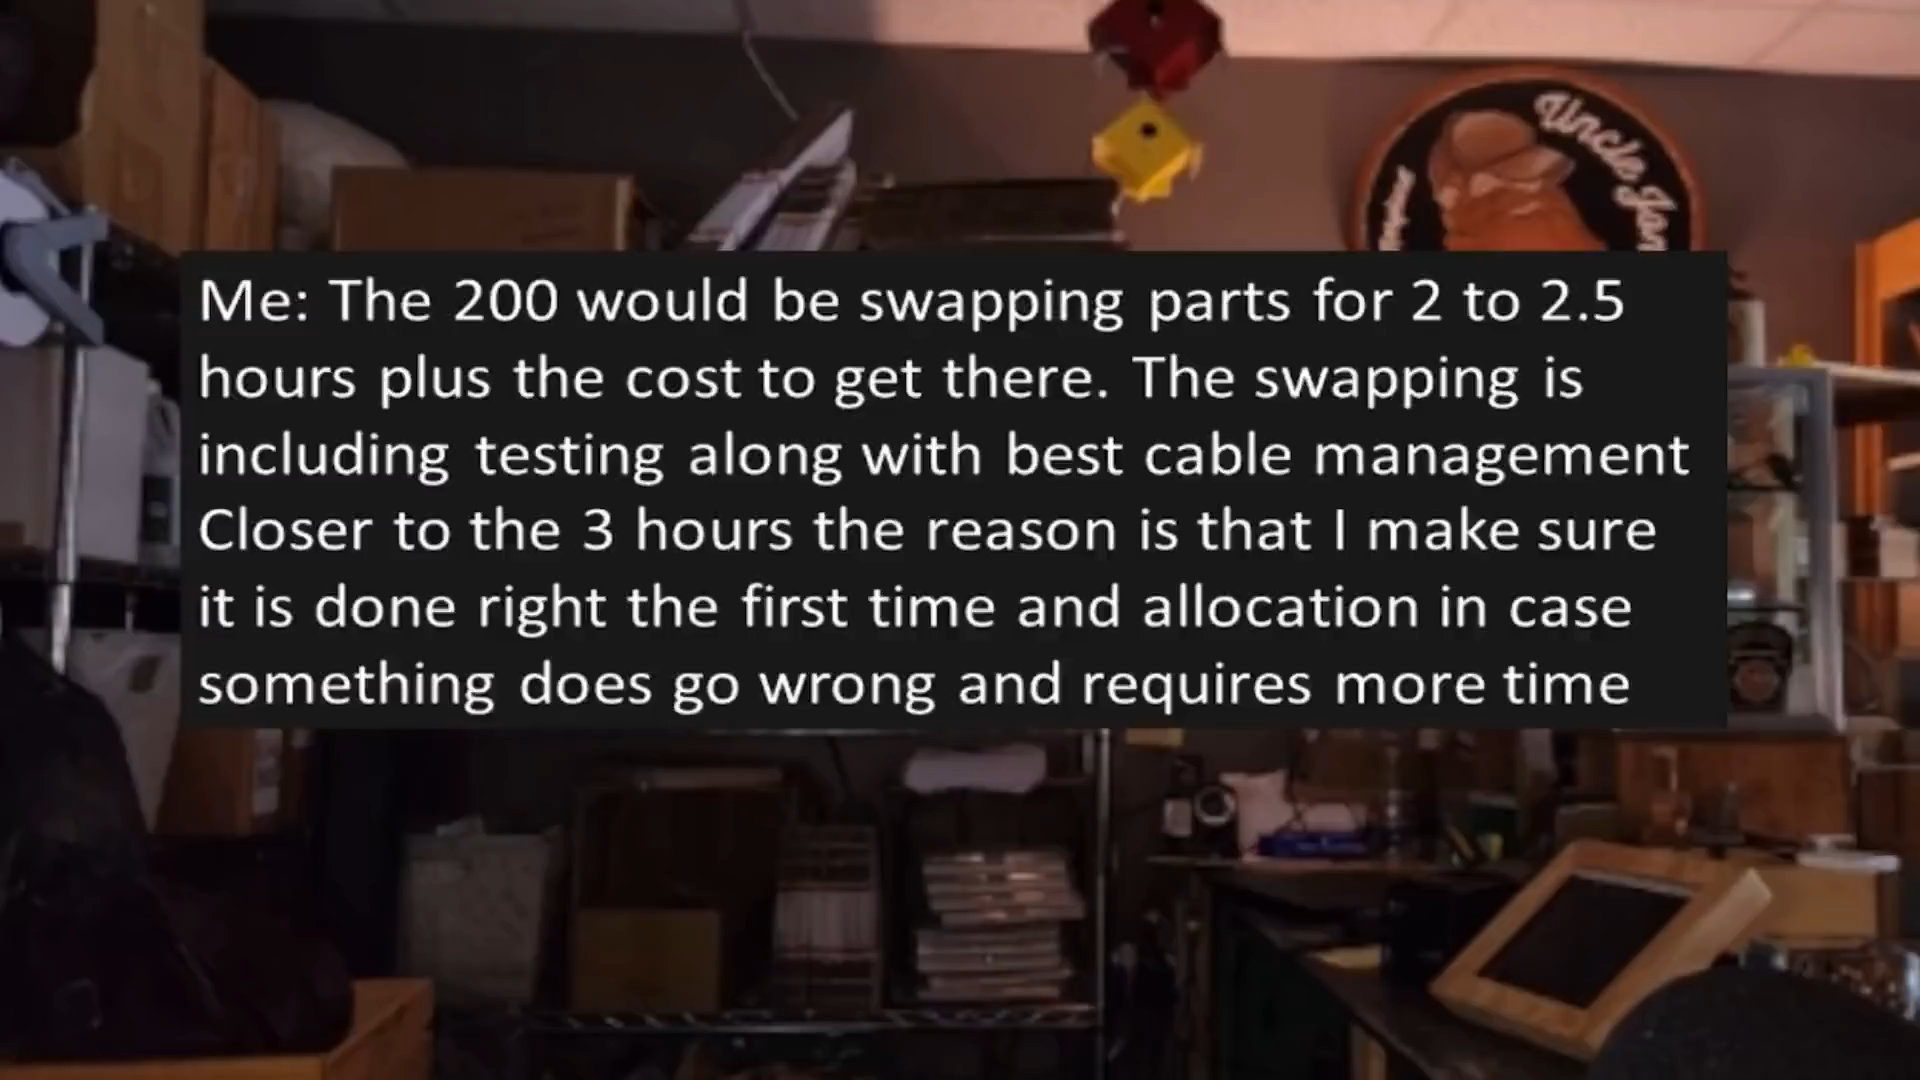 Uncle Jam
Me: The 200 would be swapping parts for 2 to 2.5
hours plus the cost to get there. The swapping is
including testing along with best cable management
Closer to the 3 hours the reason is that I make sure
it is done right the first time and allocation in case
something does go wrong and requires more time